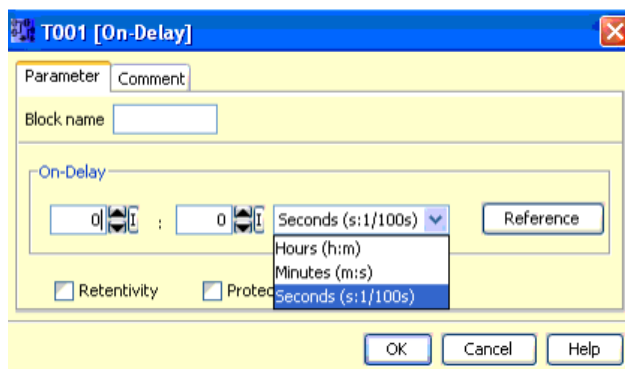 T001 [On-Delay]
Parameter Comment
Block name
On-Delay
0 : 0 Seconds (s:1/100s) Reference
Hours (h:m)
Minutes (m:s)
Seconds (s:1/100s)
Retentivity Protec
OK Cancel Help